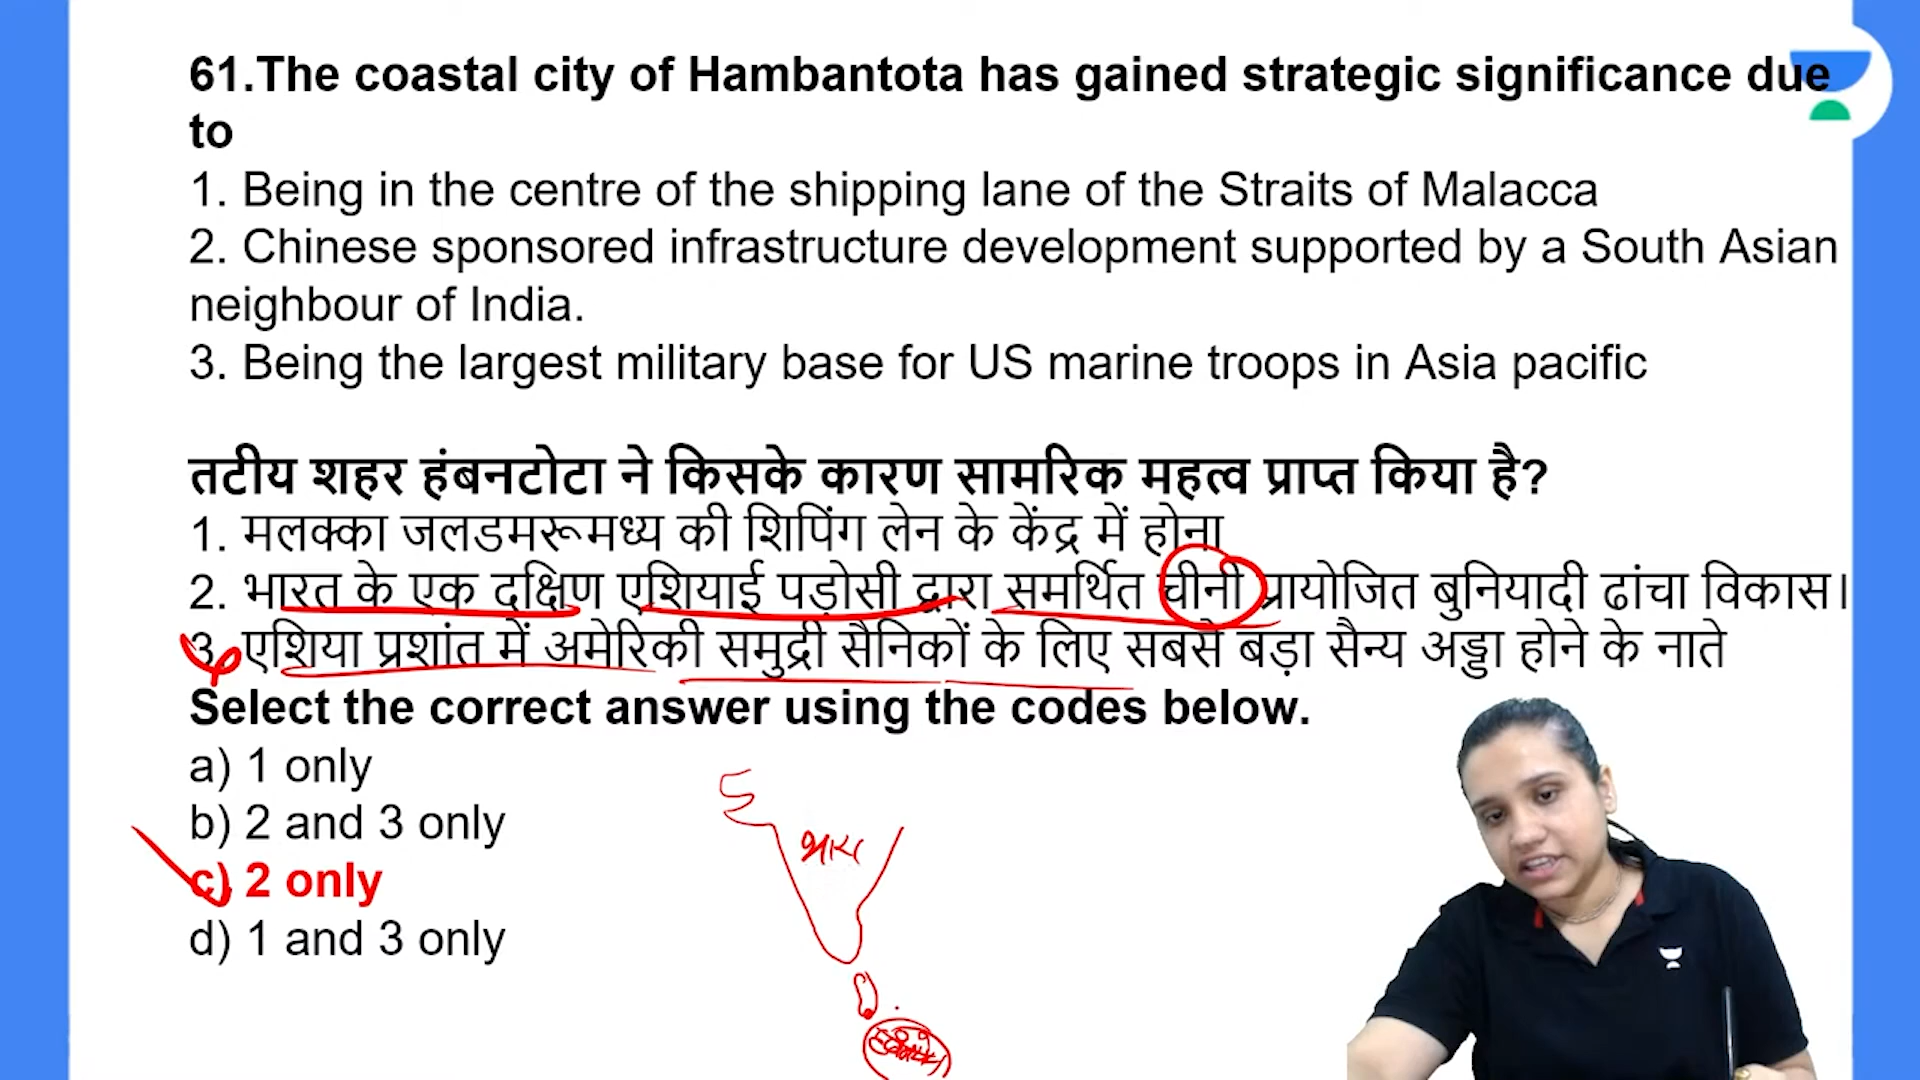 61.The coastal city of Hambantota has gained strategic significance due
to
1. Being in the centre of the shipping lane of the Straits of Malacca
2. Chinese sponsored infrastructure development supported by a South Asian
neighbour of India.
3. Being the largest military base for US marine troops in Asia pacific
तटीय शहर हंबनटोटा ने किसके कारण सामरिक महत्व प्राप्त किया है?
1. मलक्का जलडमरूमध्य की शिपिंग लेन के केंद्र में होना
2. भारत के एक दक्षिण एशियाई पड़ोसी द्वारा समर्थित चीनी प्रायोजित बुनियादी ढांचा विकास।
3. एशिया प्रशांत में अमेरिकी समुद्री सैनिकों के लिए सबसे बड़ा सैन्य अड्डा होने के नाते
Select the correct answer using the codes below.
a) 1 only
b) 2 and 3 only
c) 2 only
d) 1 and 3 only
भारत